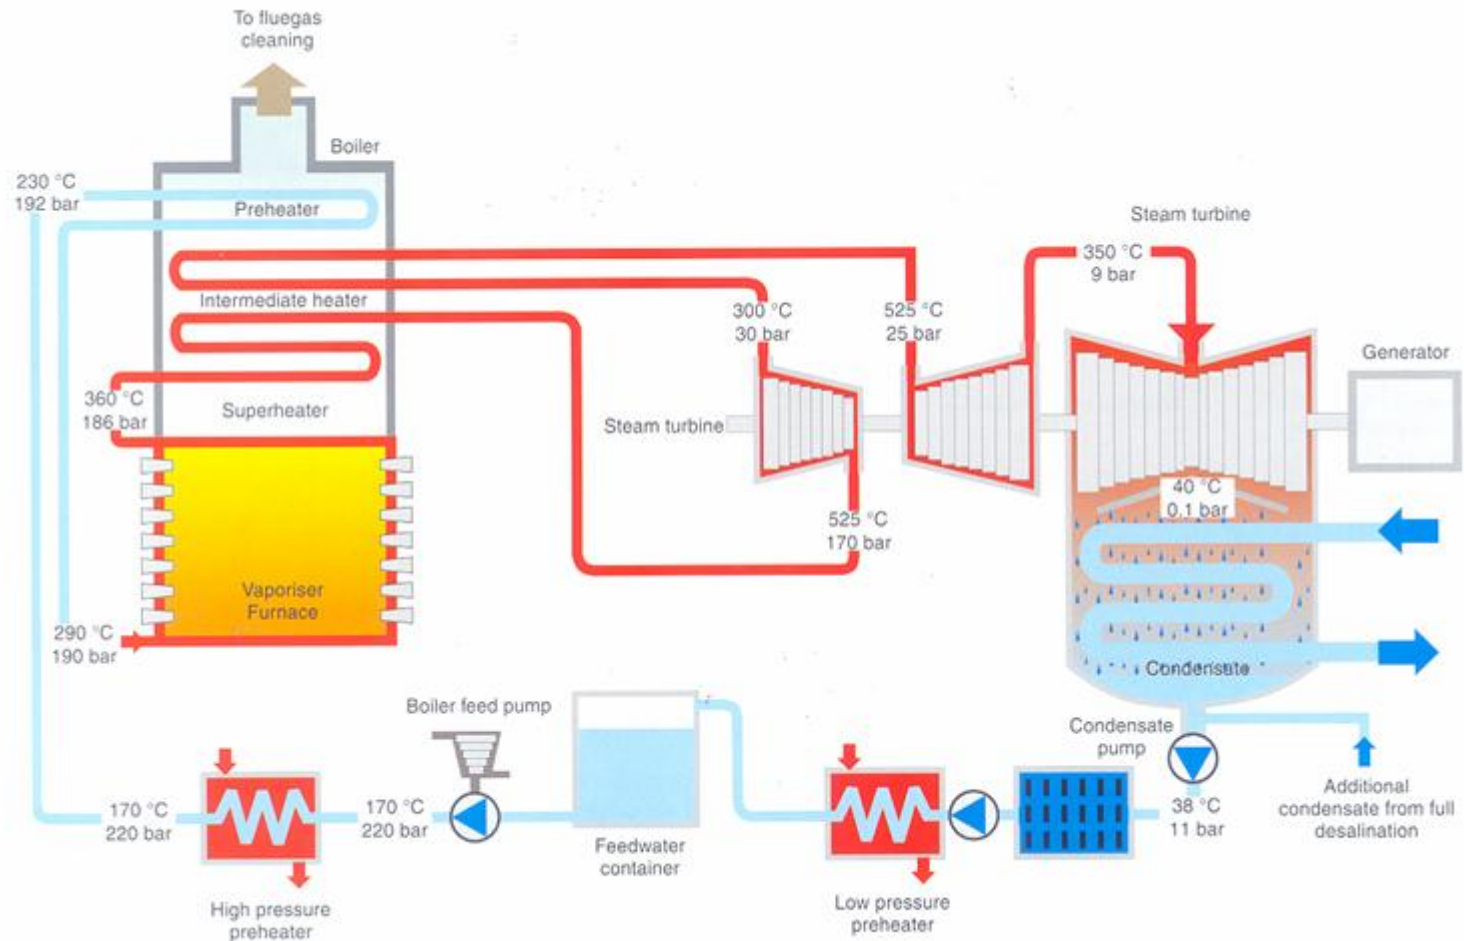 To fluegas
cleaning
Boiler
230 °C
192 bar
Preheater
Steam turbine
350 °C
9 bar
Intermediate heater
300 °C
30 bar
525 °C
25 bar
Generator
360 °C
186 bar
Superheater
Steam turbine
40 °C
0,1 bar
525 °C
170 bar
Vaporiser
Furnace
290 °C
190 bar
Condensate
Boiler feed pump
Condensate
pump
170 °C
220 bar
170 °C
220 bar
38 °C
11 bar
Additional
condensate from full
desalination
Feedwater
container
High pressure
preheater
Low pressure
preheater